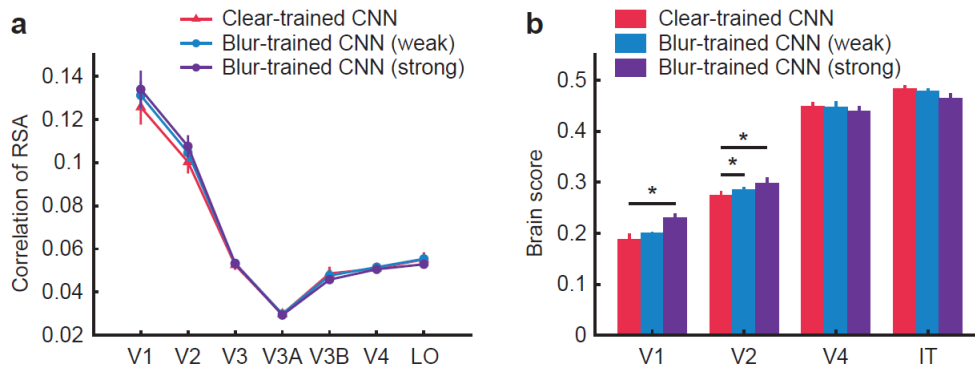 a
Clear-trained CNN
Blur-trained CNN (weak)
Blur-trained CNN (strong)
Correlation of RSA
0.14
0.12
0.1
0.08
0.06
0.04
0.02
V1 V2 V3 V3A V3B V4 LO
b
Clear-trained CNN
Blur-trained CNN (weak)
Blur-trained CNN (strong)
Brain score
0.5
0.4
0.3
0.2
0.1
0
*
*
*
V1 V2 V4 IT